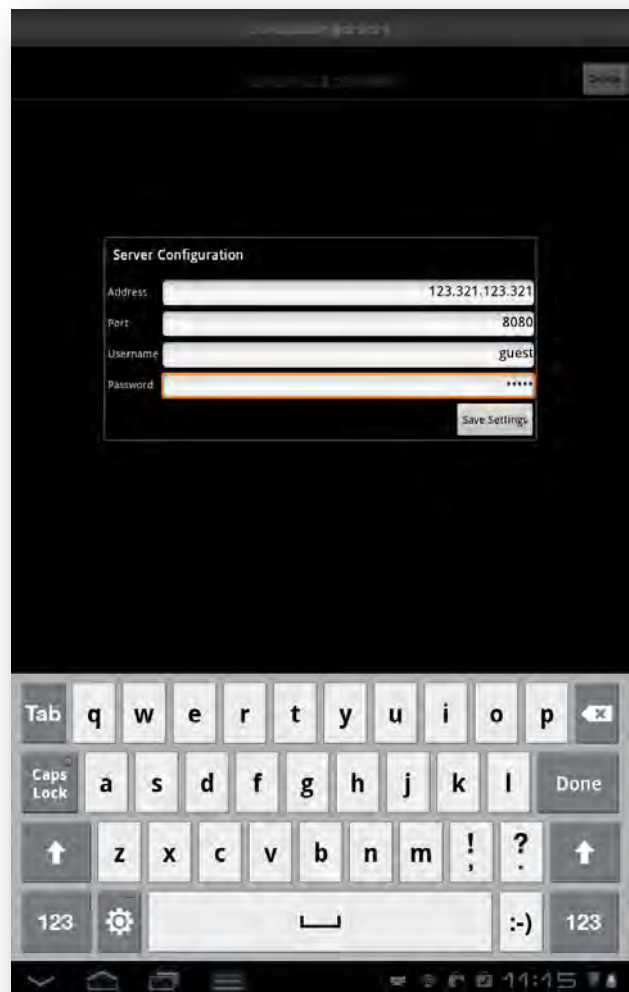 Server Configuration
Address 123.321.123.321
Port 8080
Username guest
Password •••••
Save Settings
Tab q w e r t y u i o p
Caps Lock a s d f g h j k l Done
z x c v b n m ! , ? .
123 :-) 123
11:15